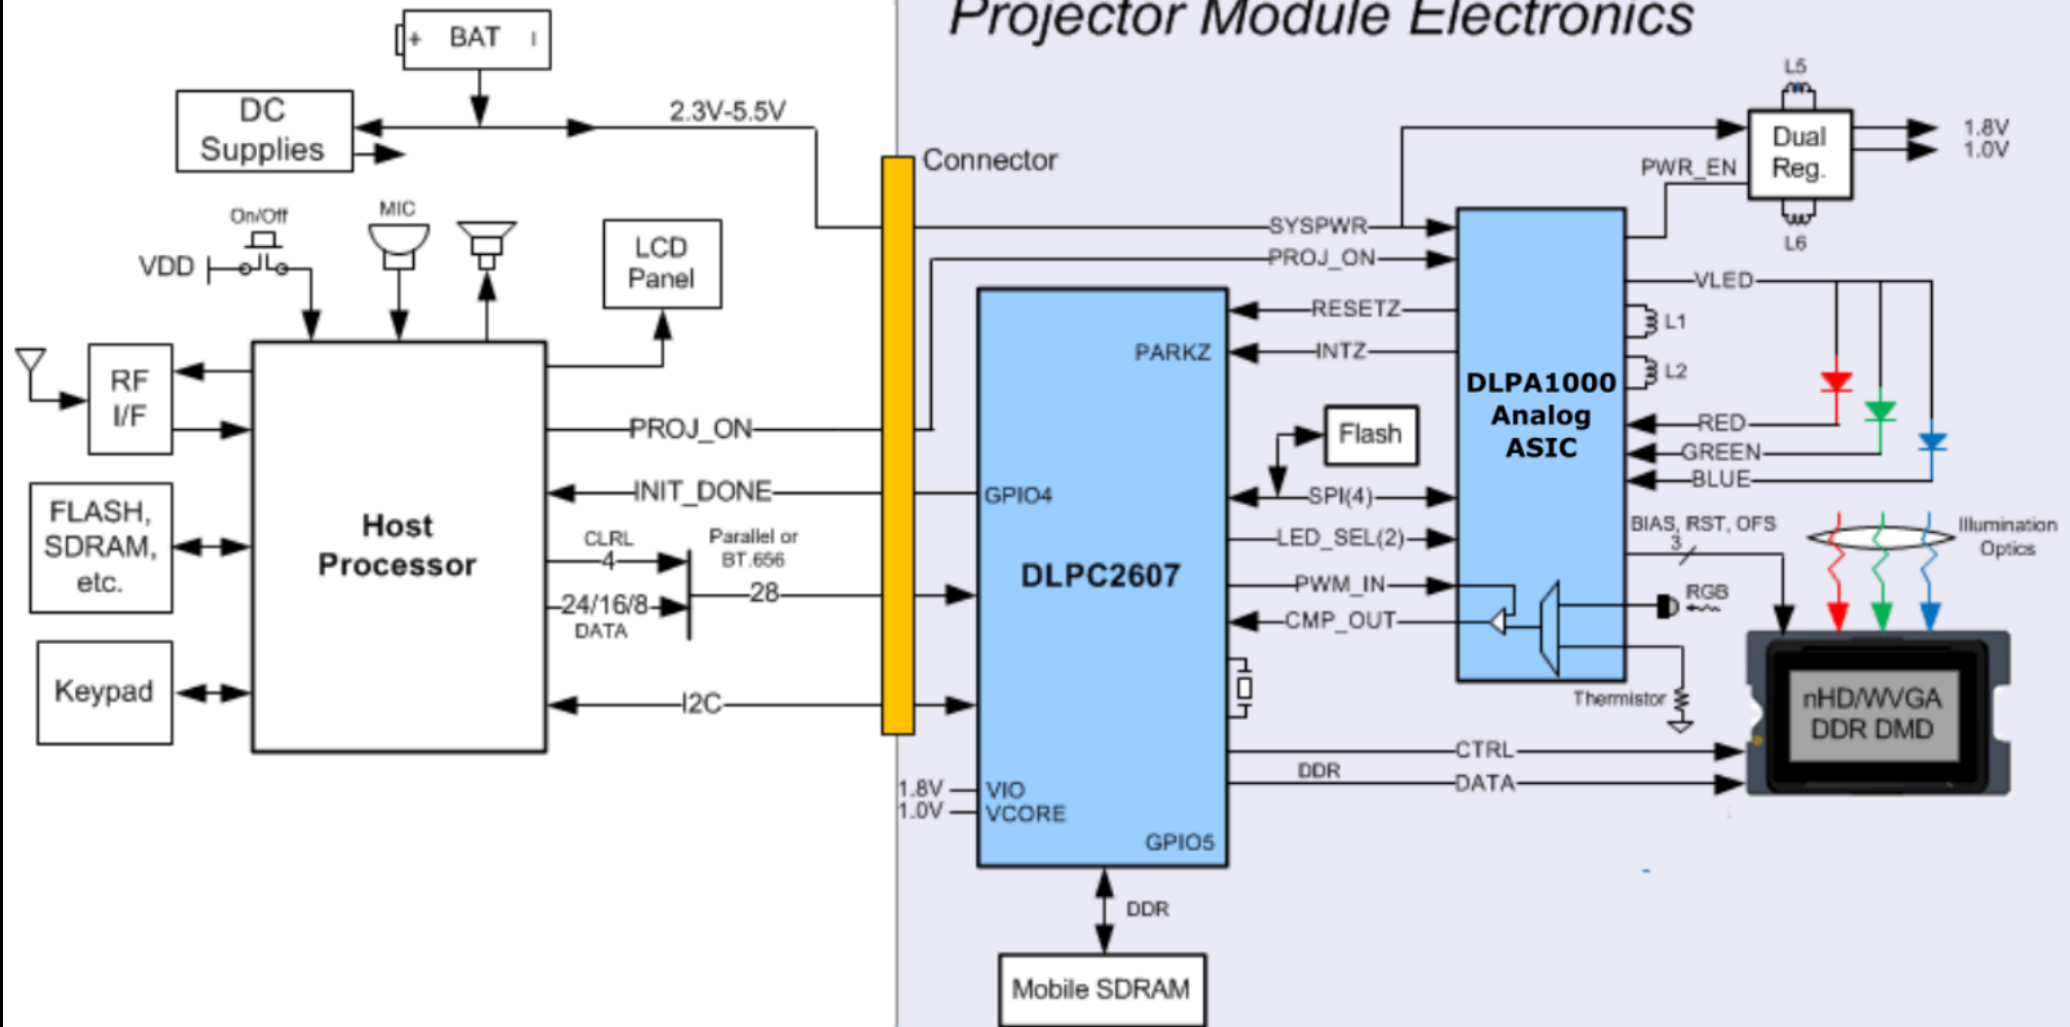 Projector Module Electronics
+ BAT I
DC
Supplies
2.3V-5.5V
Connector
On/Off
MIC
VDD
LCD
Panel
RF
I/F
FLASH,
SDRAM,
etc.
Keypad
Host
Processor
PROJ_ON
INIT_DONE
CLRL
4
24/16/8
DATA
Parallel or
BT.656
28
I2C
SYSPWR
PROJ_ON
RESETZ
INTZ
PARKZ
Flash
SPI(4)
LED_SEL(2)
PWM_IN
CMP_OUT
GPIO4
DLPC2607
1.8V VIO
1.0V VCORE
GPIO5
DDR
Mobile SDRAM
DLPA1000
Analog
ASIC
L5
Dual
Reg.
L6
1.8V
1.0V
PWR_EN
VLED
L1
L2
RED
GREEN
BLUE
BIAS, RST, OFS
3
Illumination
Optics
RGB
Thermistor
CTRL
DDR
DATA
nHD/WVGA
DDR DMD